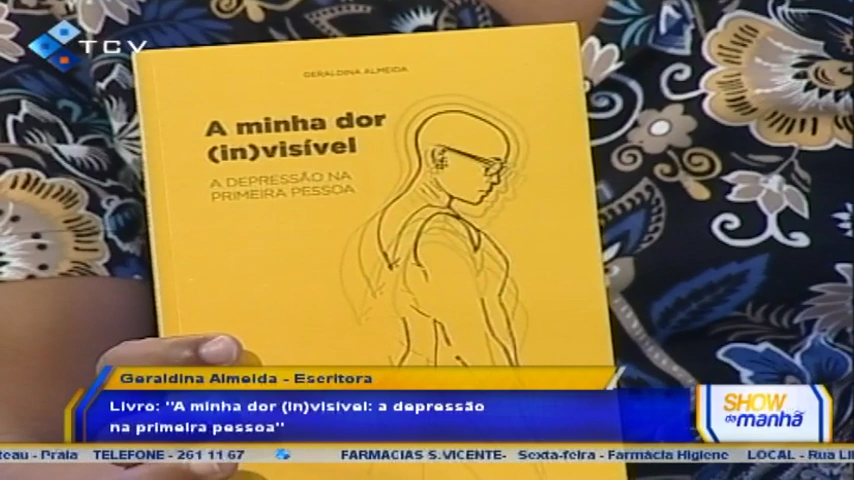 TCV
GERALDINA ALMEIDA
A minha dor
(in)visível
A DEPRESSÃO NA
PRIMEIRA PESSOA
Geraldina Almeida - Escritora
Livro: "A minha dor (in)visível: a depressão
na primeira pessoa"
SHOW
da manhã
- Praia TELEFONE - 261 11 67 FARMACIAS S.VICENTE- Sexta-feira - Farmácia Higiene LOCAL - Rua